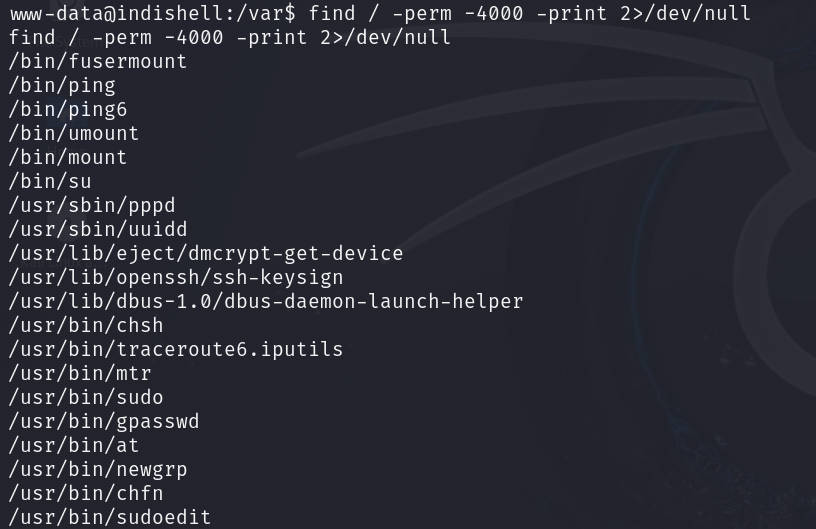 www-data@indishell:/var$ find / -perm -4000 -print 2>/dev/null
find / -perm -4000 -print 2>/dev/null
/bin/fusermount
/bin/ping
/bin/ping6
/bin/umount
/bin/mount
/bin/su
/usr/sbin/pppd
/usr/sbin/uuidd
/usr/lib/eject/dmcrypt-get-device
/usr/lib/openssh/ssh-keysign
/usr/lib/dbus-1.0/dbus-daemon-launch-helper
/usr/bin/chsh
/usr/bin/traceroute6.iputils
/usr/bin/mtr
/usr/bin/sudo
/usr/bin/gpasswd
/usr/bin/at
/usr/bin/newgrp
/usr/bin/chfn
/usr/bin/sudoedit